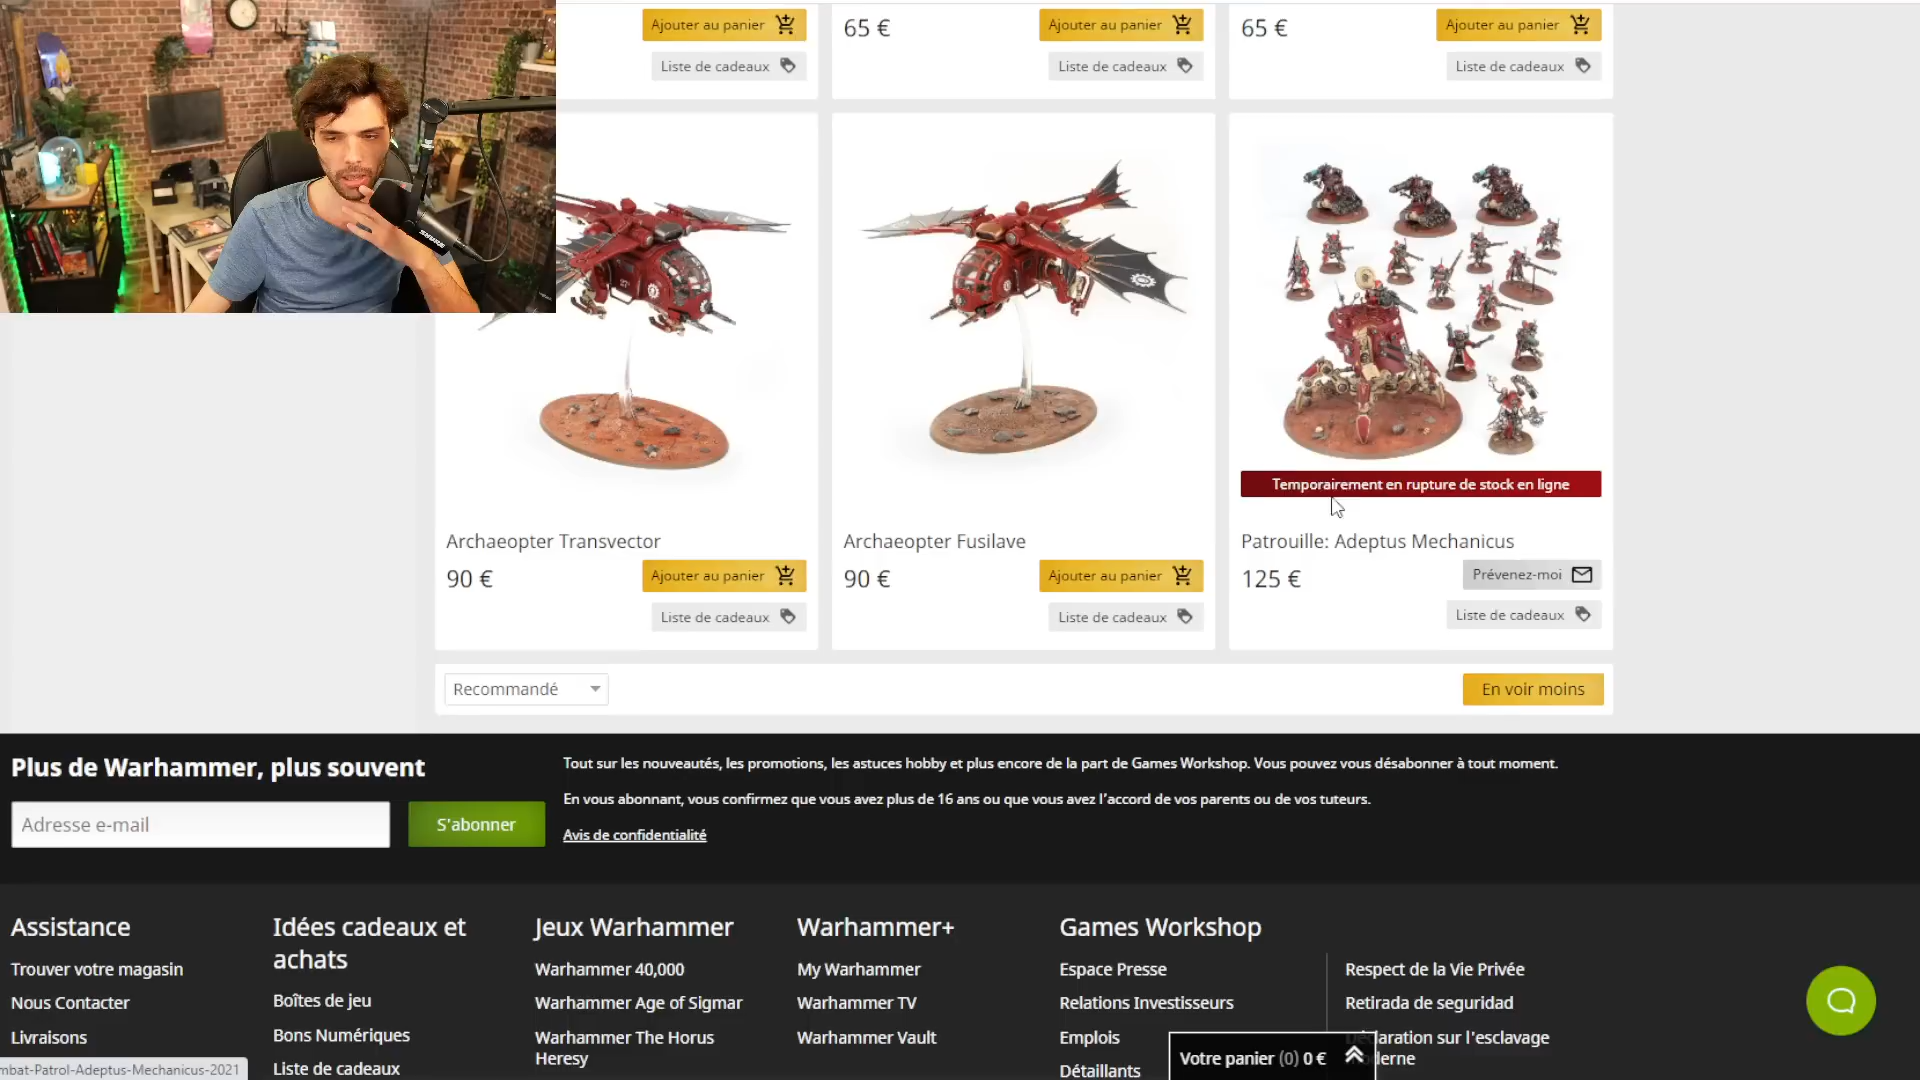 Ajouter au panier
65 €
Ajouter au panier
65 €
Ajouter au panier
Liste de cadeaux
Liste de cadeaux
Liste de cadeaux
SHURE
Temporairement en rupture de stock en ligne
Archaeopter Transvector
Archaeopter Fusilave
Patrouille: Adeptus Mechanicus
90 €
Ajouter au panier
90 €
Ajouter au panier
125 €
Prévenez-moi
Liste de cadeaux
Liste de cadeaux
Liste de cadeaux
Recommandé
En voir moins
Plus de Warhammer, plus souvent
Adresse e-mail
S'abonner
Tout sur les nouveautés, les promotions, les astuces hobby et plus encore de la part de Games Workshop. Vous pouvez vous désabonner à tout moment.
En vous abonnant, vous confirmez que vous avez plus de 16 ans ou que vous avez l'accord de vos parents ou de vos tuteurs.
Avis de confidentialité
Assistance
Trouver votre magasin
Nous Contacter
Livraisons
Idées cadeaux et
achats
Boîtes de jeu
Bons Numériques
Liste de cadeaux
Jeux Warhammer
Warhammer 40,000
Warhammer Age of Sigmar
Warhammer The Horus
Heresy
Warhammer+
My Warhammer
Warhammer TV
Warhammer Vault
Games Workshop
Espace Presse
Relations Investisseurs
Emplois
Détaillants
Respect de la Vie Privée
Retirada de seguridad
sur l'esclavage
Votre panier (0) 0 €
mbat-Patrol-Adeptus-Mechanicus-2021